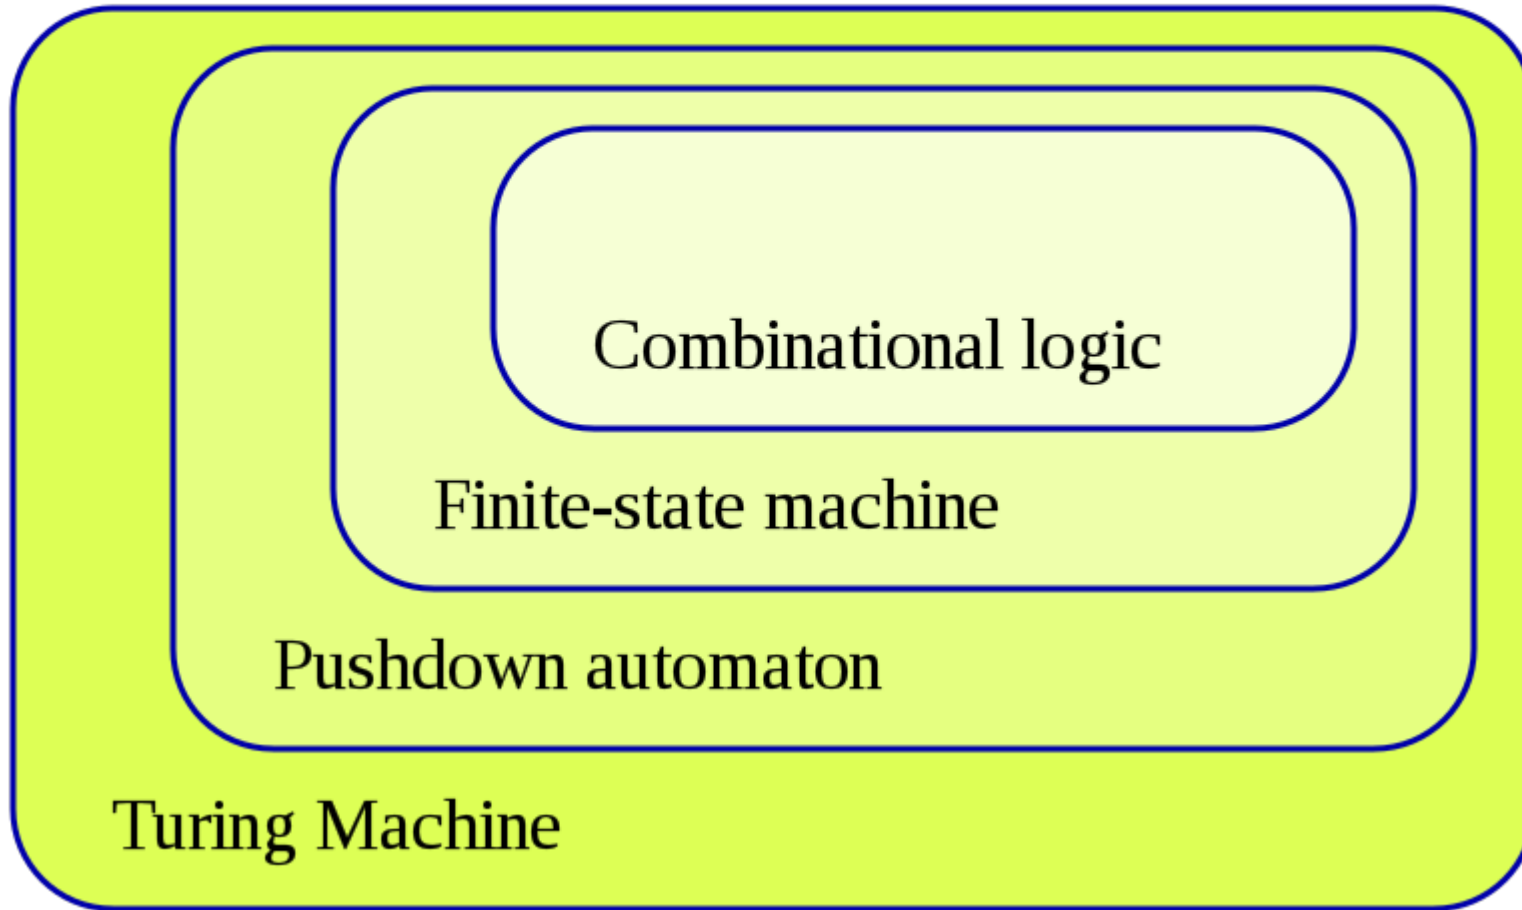 Combinational logic
Finite-state machine
Pushdown automaton
Turing Machine